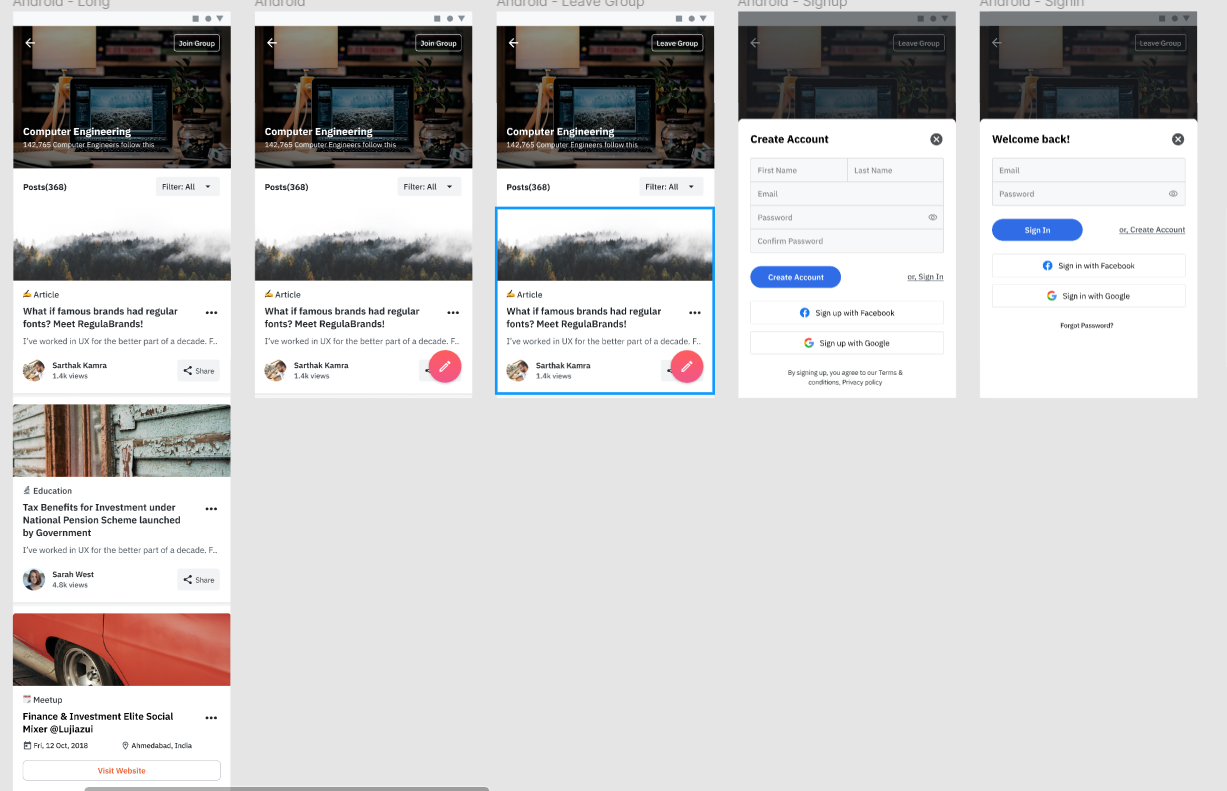 Android - Long
Join Group
Computer Engineering
142,765 Computer Engineers follow this
Posts(368)
Filter: All
Article
What if famous brands had regular
fonts? Meet RegulaBrands!
I've worked in UX for the better part of a decade. F..
Sarthak Kamra
1.4k views
Share
Education
Tax Benefits for Investment under
National Pension Scheme launched
by Government
I've worked in UX for the better part of a decade. F..
Sarah West
4.8k views
Share
Meetup
Finance & Investment Elite Social
Mixer @Lujiazui
Fri, 12 Oct, 2018
Ahmedabad, India
Visit Website
Android
Join Group
Computer Engineering
142,765 Computer Engineers follow this
Posts(368)
Filter: All
Article
What if famous brands had regular
fonts? Meet RegulaBrands!
I've worked in UX for the better part of a decade. F..
Sarthak Kamra
1.4k views
Android - Leave Group
Leave Group
Computer Engineering
142,765 Computer Engineers follow this
Posts(368)
Filter: All
Article
What if famous brands had regular
fonts? Meet RegulaBrands!
I've worked in UX for the better part of a decade. F..
Sarthak Kamra
1.4k views
Android - Signup
Leave Group
Create Account
First Name
Last Name
Email
Password
Confirm Password
Create Account
or, Sign In
Sign up with Facebook
Sign up with Google
By signing up, you agree to our Terms &
conditions, Privacy policy
Android - Signin
Leave Group
Welcome back!
Email
Password
Sign In
or, Create Account
Sign in with Facebook
Sign in with Google
Forgot Password?